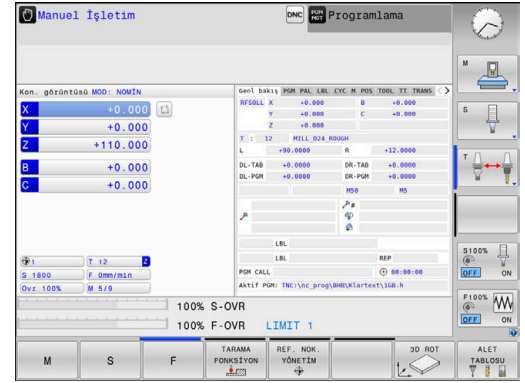 Manuel İşletim
DNC
PGM MGT
Programlama
Kon. görüntüsü MOD: NOMİN
X +0.000
Y +0.000
Z +110.000
B +0.000
C +0.000
1 T 12 Z
S 1800 F 0mm/min
Ovr 100% M 5/9
Genl bakış PGM PAL LBL CYC M POS TOOL TT TRANS
RFSOLL X +0.000 B +0.000
Y +0.000 C +0.000
Z +0.000
T : 12 MILL_D24_ROUGH
L +90.0000 R +12.0000
DL-TAB +0.0000 DR-TAB +0.0000
DL-PGM +0.0000 DR-PGM +0.0000
M50 M5
P#
P
LBL
LBL REP
PGM CALL 00:00:00
Aktif PGM: TNC:\nc_prog\BHB\Klartext\1GB.h
100% S-OVR
100% F-OVR LIMIT 1
M
S
F
TARAMA FONKSİYON
REF. NOK. YÖNETİM
3D ROT
ALET TABLOSU
M
S
T
S100%
OFF ON
F100%
OFF ON